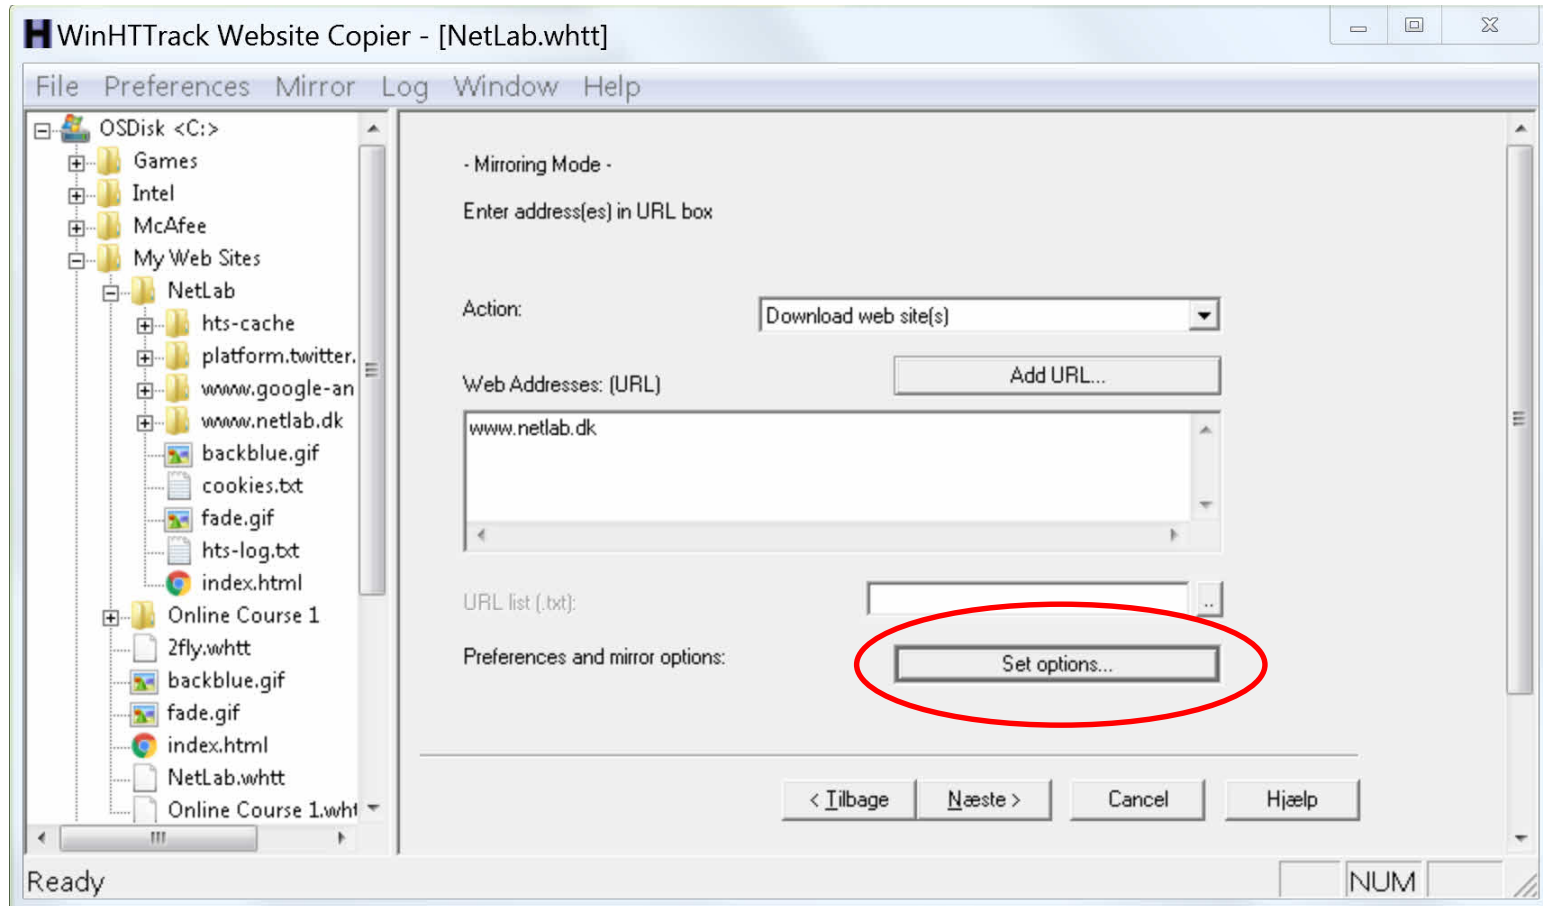 WinHTTrack Website Copier - [NetLab.whtt]
File Preferences Mirror Log Window Help
OSDisk <C:>
Games
Intel
McAfee
My Web Sites
NetLab
hts-cache
platform.twitter.
www.google-an
www.netlab.dk
backblue.gif
cookies.txt
fade.gif
hts-log.txt
index.html
Online Course 1
2fly.whtt
backblue.gif
fade.gif
index.html
NetLab.whtt
Online Course 1.wht
- Mirroring Mode -
Enter address(es) in URL box
Action:
Download web site(s)
Web Addresses: (URL)
Add URL...
www.netlab.dk
URL list (.txt):
..
Preferences and mirror options:
Set options...
< Tilbage
Næste >
Cancel
Hjælp
Ready
NUM